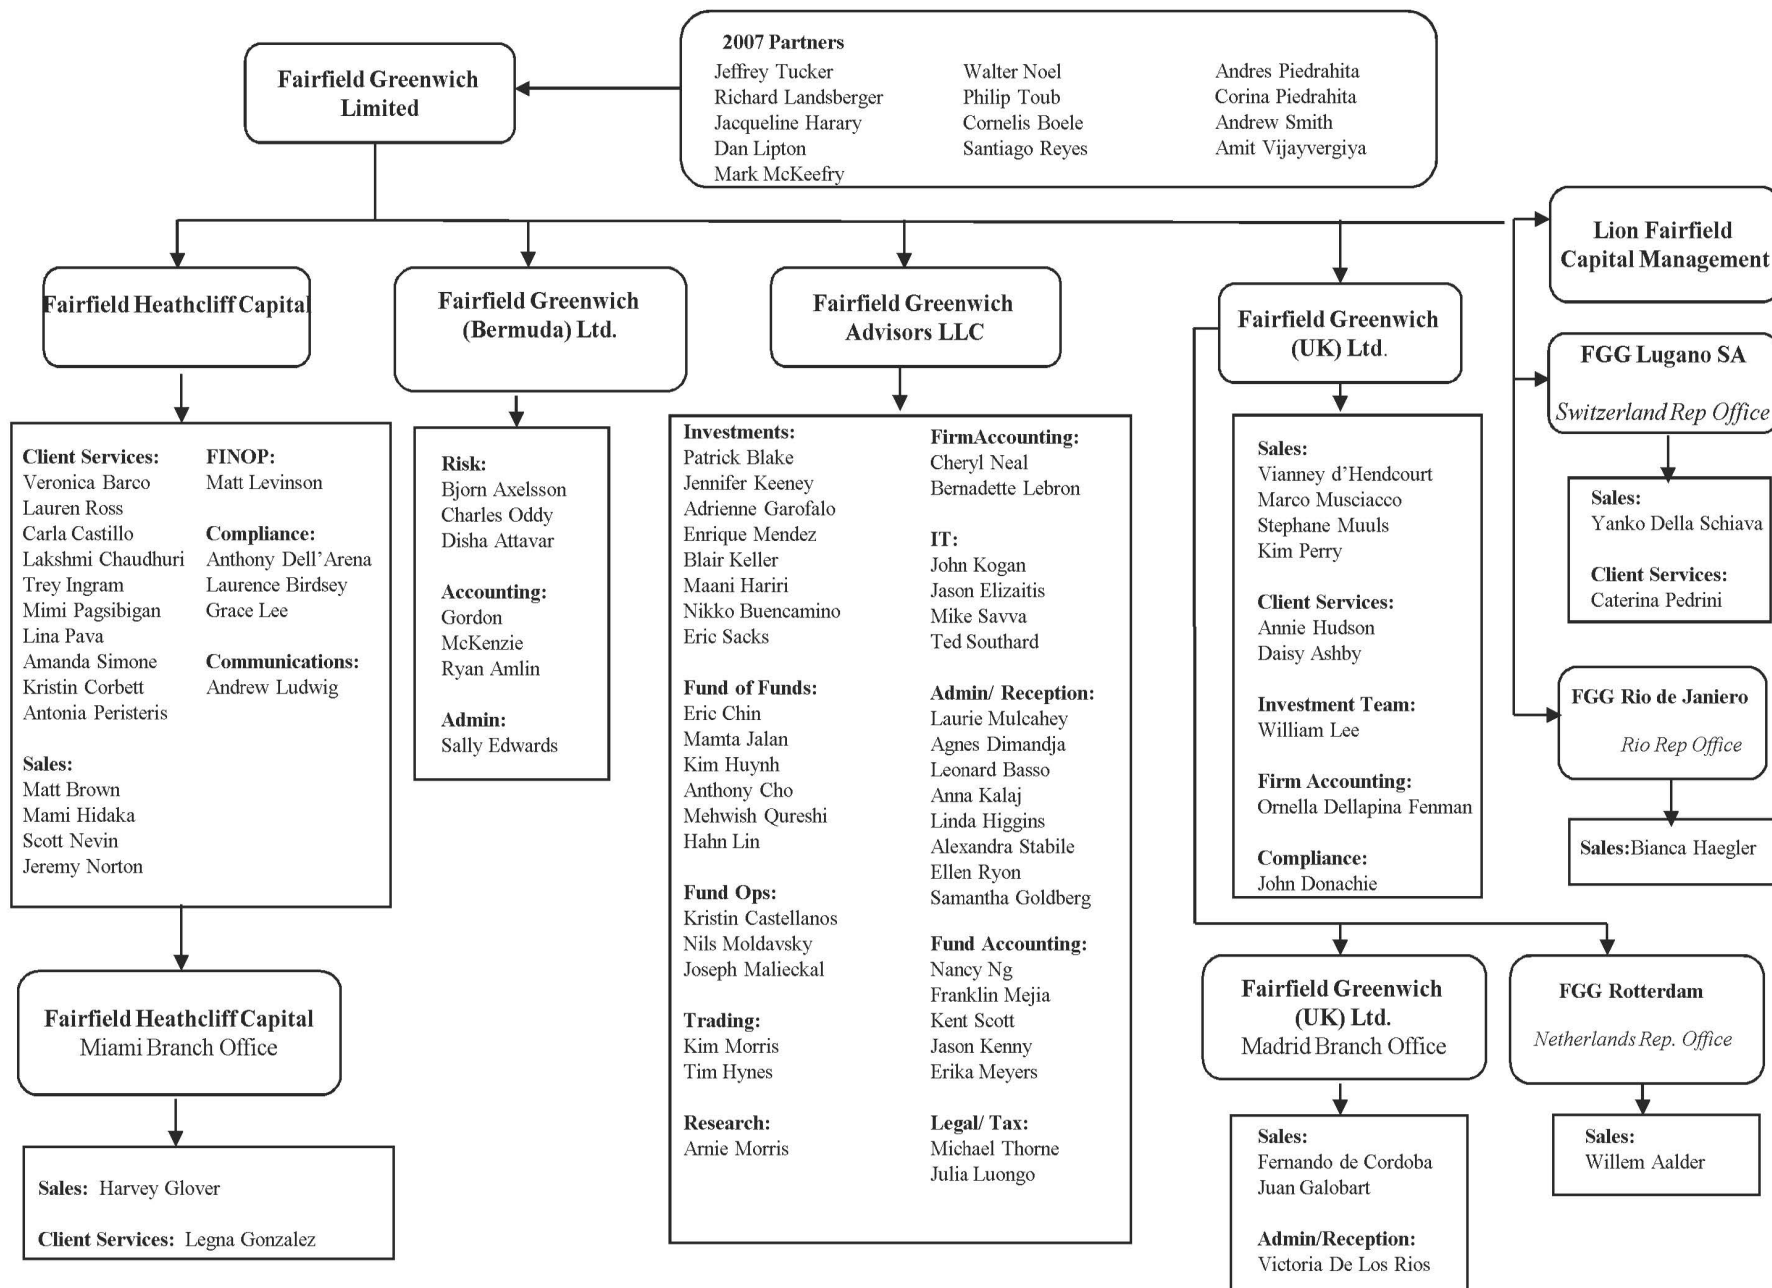 2007 Partners
Jeffrey Tucker
Richard Landsberger
Jacqueline Harary
Dan Lipton
Mark McKeefry
Walter Noel
Philip Toub
Cornelis Boele
Santiago Reyes
Andres Piedrahita
Corina Piedrahita
Andrew Smith
Amit Vijayvergiya
Fairfield Greenwich
Limited
Fairfield Heathcliff Capital
Client Services:
Veronica Barco
Lauren Ross
Carla Castillo
Lakshmi Chaudhuri
Trey Ingram
Mimi Pagsibigan
Lina Pava
Amanda Simone
Kristin Corbett
Antonia Peristeris
Sales:
Matt Brown
Mami Hidaka
Scott Nevin
Jeremy Norton
FINOP:
Matt Levinson
Compliance:
Anthony Dell’Arena
Laurence Birdsey
Grace Lee
Communications:
Andrew Ludwig
Fairfield Heathcliff Capital
Miami Branch Office
Sales: Harvey Glover
Client Services: Legna Gonzalez
Fairfield Greenwich
(Bermuda) Ltd.
Risk:
Bjorn Axelsson
Charles Oddy
Disha Attavar
Accounting:
Gordon
McKenzie
Ryan Amlin
Admin:
Sally Edwards
Fairfield Greenwich
Advisors LLC
Investments:
Patrick Blake
Jennifer Keeney
Adrienne Garofalo
Enrique Mendez
Blair Keller
Maani Hariri
Nikko Buencamino
Eric Sacks
Fund of Funds:
Eric Chin
Mamta Jalan
Kim Huynh
Anthony Cho
Mehwish Qureshi
Hahn Lin
Fund Ops:
Kristin Castellanos
Nils Moldavsky
Joseph Malieckal
Trading:
Kim Morris
Tim Hynes
Research:
Arnie Morris
FirmAccounting:
Cheryl Neal
Bernadette Lebron
IT:
John Kogan
Jason Elizaitis
Mike Savva
Ted Southard
Admin/ Reception:
Laurie Mulcahey
Agnes Dimandja
Leonard Basso
Anna Kalaj
Linda Higgins
Alexandra Stabile
Ellen Ryon
Samantha Goldberg
Fund Accounting:
Nancy Ng
Franklin Mejia
Kent Scott
Jason Kenny
Erika Meyers
Legal/ Tax:
Michael Thorne
Julia Luongo
Fairfield Greenwich
(UK) Ltd.
Sales:
Vianney d’Hendcourt
Marco Musciacco
Stephane Muuls
Kim Perry
Client Services:
Annie Hudson
Daisy Ashby
Investment Team:
William Lee
Firm Accounting:
Ornella Dellapina Fenman
Compliance:
John Donachie
Fairfield Greenwich
(UK) Ltd.
Madrid Branch Office
Sales:
Fernando de Cordoba
Juan Galobart
Admin/Reception:
Victoria De Los Rios
FGG Rotterdam
Netherlands Rep. Office
Sales:
Willem Aalder
Lion Fairfield
Capital Management
FGG Lugano SA
Switzerland Rep Office
Sales:
Yanko Della Schiava
Client Services:
Caterina Pedrini
FGG Rio de Janiero
Rio Rep Office
Sales:Bianca Haegler